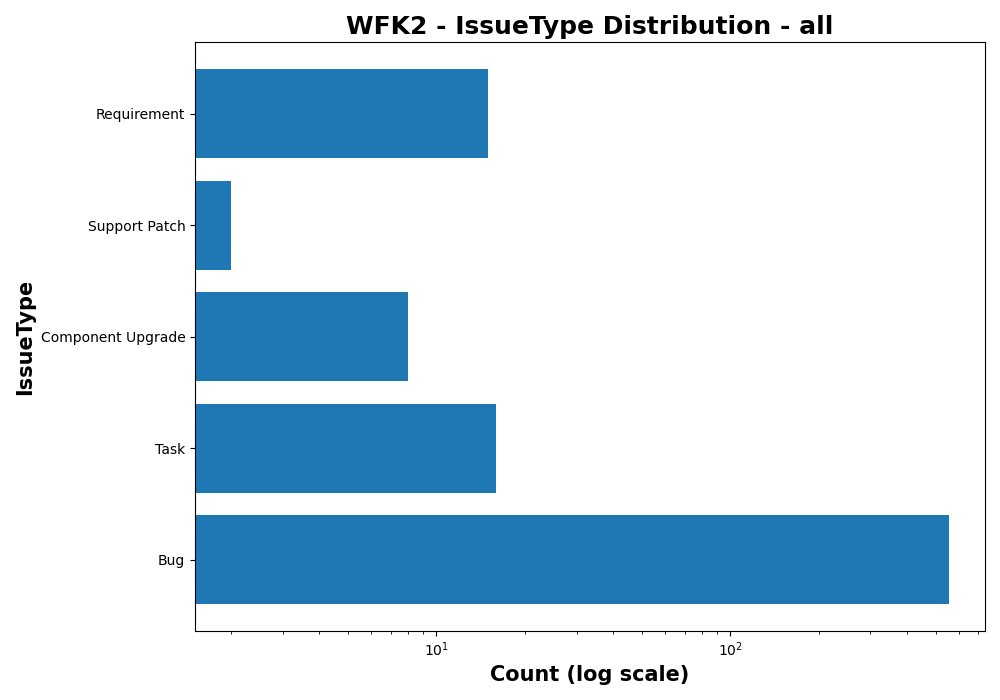 WFK2 - IssueType Distribution - all
Requirement
Support Patch
Component Upgrade
Task
Bug
IssueType
10¹
10²
Count (log scale)